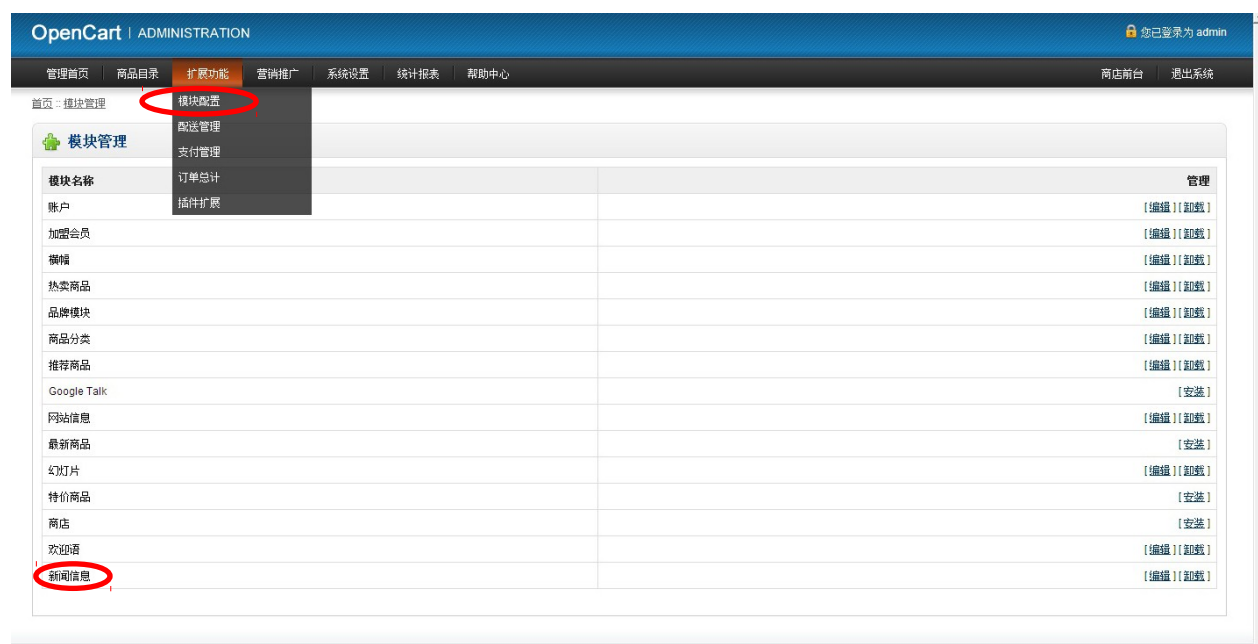 OpenCart | ADMINISTRATION 您已登录为 admin
管理首页 商品目录 扩展功能 营销推广 系统设置 统计报表 帮助中心 商店前台 退出系统
首页 :: 模块管理
模块配置
配送管理
支付管理
订单总计
插件扩展
模块管理
模块名称 管理
账户 [ 编辑 ] [ 卸载 ]
加盟会员 [ 编辑 ] [ 卸载 ]
横幅 [ 编辑 ] [ 卸载 ]
热卖商品 [ 编辑 ] [ 卸载 ]
品牌模块 [ 编辑 ] [ 卸载 ]
商品分类 [ 编辑 ] [ 卸载 ]
推荐商品 [ 编辑 ] [ 卸载 ]
Google Talk [ 安装 ]
网站信息 [ 编辑 ] [ 卸载 ]
最新商品 [ 安装 ]
幻灯片 [ 编辑 ] [ 卸载 ]
特价商品 [ 安装 ]
商店 [ 安装 ]
欢迎语 [ 编辑 ] [ 卸载 ]
新闻信息 [ 编辑 ] [ 卸载 ]